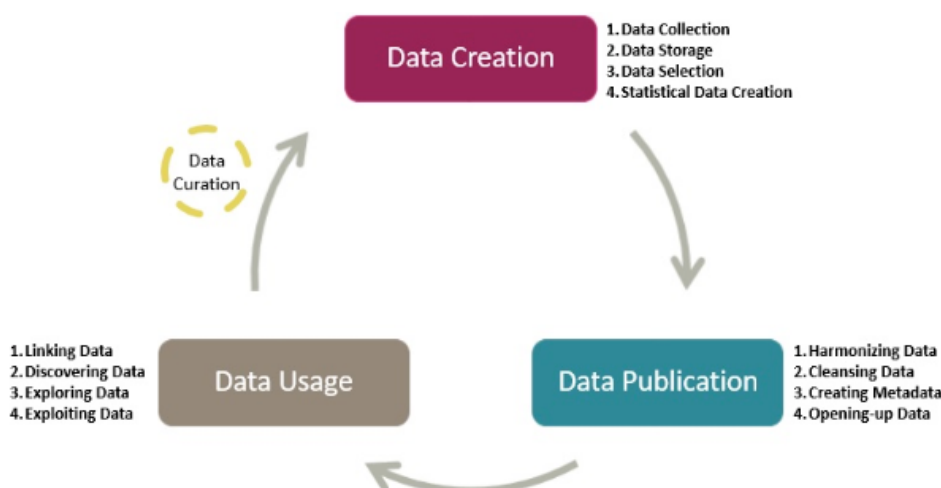 Data Creation
1. Data Collection
2. Data Storage
3. Data Selection
4. Statistical Data Creation
Data
Curation
1. Linking Data
2. Discovering Data
3. Exploring Data
4. Exploiting Data
Data Usage
Data Publication
1. Harmonizing Data
2. Cleansing Data
3. Creating Metadata
4. Opening-up Data